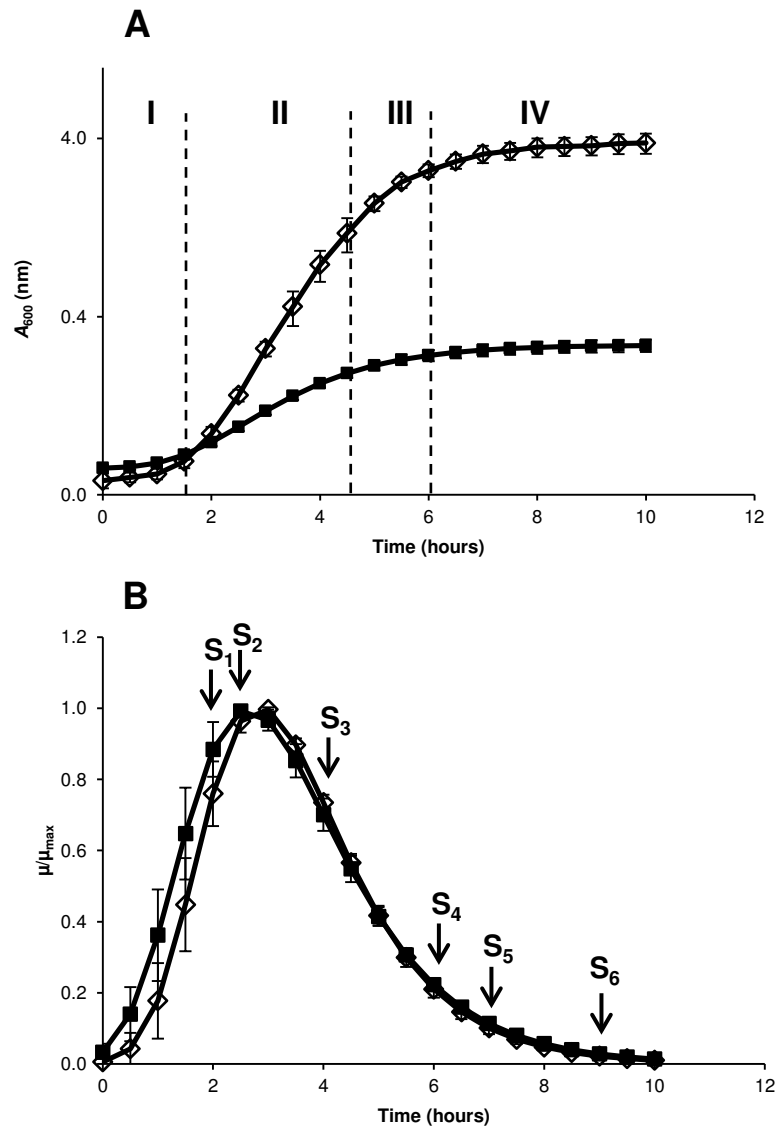 A
I II III IV
4.0
0.4
0.0
A600 (nm)
0 2 4 6 8 10 12
Time (hours)
B
1.2
1.0
0.8
0.6
0.4
0.2
0.0
µ/µmax
S1 S2
S3
S4
S5
S6
0 2 4 6 8 10 12
Time (hours)